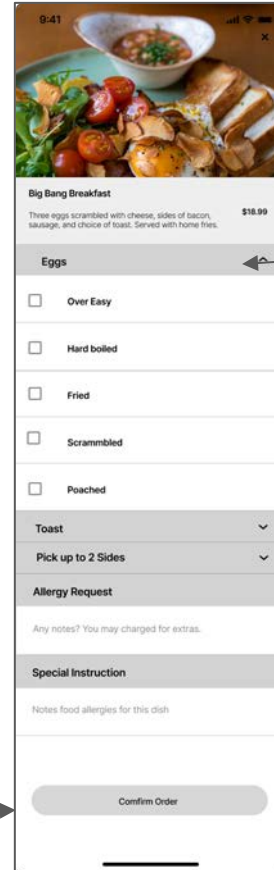 9:41
×
Big Bang Breakfast
Three eggs scrambled with cheese, sides of bacon, $18.99
sausage, and choice of toast. Served with home fries.
Eggs
Over Easy
Hard boiled
Fried
Scrammbled
Poached
Toast
Pick up to 2 Sides
Allergy Request
Any notes? You may charged for extras.
Special Instruction
Notes food allergies for this dish
Comfirm Order